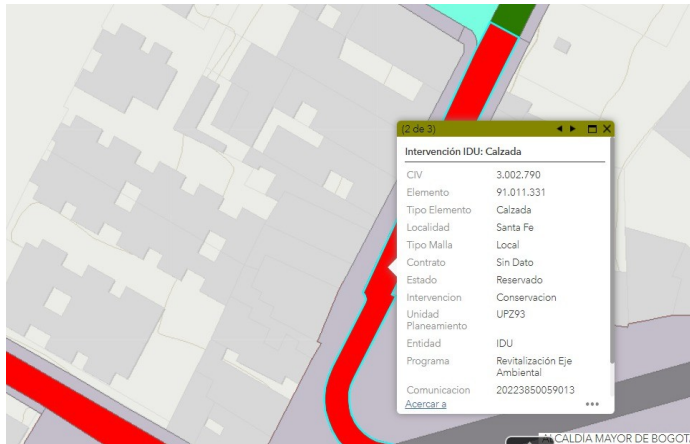 (2 de 3)
Intervención IDU: Calzada
CIV 3.002.790
Elemento 91.011.331
Tipo Elemento Calzada
Localidad Santa Fe
Tipo Malla Local
Contrato Sin Dato
Estado Reservado
Intervencion Conservacion
Unidad Planeamiento UPZ93
Entidad IDU
Programa Revitalización Eje Ambiental
Comunicacion 20223850059013
Acercar a
ALCALDÍA MAYOR DE BOGOT